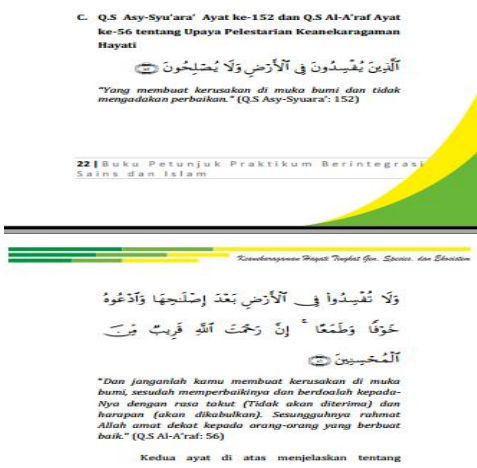 C. Q.S Asy-Syu'ara' Ayat ke-152 dan Q.S Al-A'raf Ayat
ke-56 tentang Upaya Pelestarian Keanekaragaman
Hayati
ٱلَّذِينَ يُفْسِدُونَ فِي ٱلْأَرْضِ وَلَا يُصْلِحُونَ ﴿١٥٢﴾
"Yang membuat kerusakan di muka bumi dan tidak
mengadakan perbaikan." (Q.S Asy-Syuara': 152)
22 | Buku Petunjuk Praktikum Berintegrasi
Sains dan Islam
Keanekaragaman Hayati Tingkat Gen, Spesies, dan Ekosistem
وَلَا تُفْسِدُوا۟ فِى ٱلْأَرْضِ بَعْدَ إِصْلَـٰحِهَا وَٱدْعُوهُ
خَوْفًا وَطَمَعًا ۚ إِنَّ رَحْمَتَ ٱللَّهِ قَرِيبٌ مِّنَ
ٱلْمُحْسِنِينَ ﴿٥٦﴾
"Dan janganlah kamu membuat kerusakan di muka
bumi, sesudah memperbaikinya dan berdoalah kepada-
Nya dengan rasa takut (Tidak akan diterima) dan
harapan (akan dikabulkan). Sesungguhnya rahmat
Allah amat dekat kepada orang-orang yang berbuat
baik." (Q.S Al-A'raf: 56)
Kedua ayat di atas menjelaskan tentang